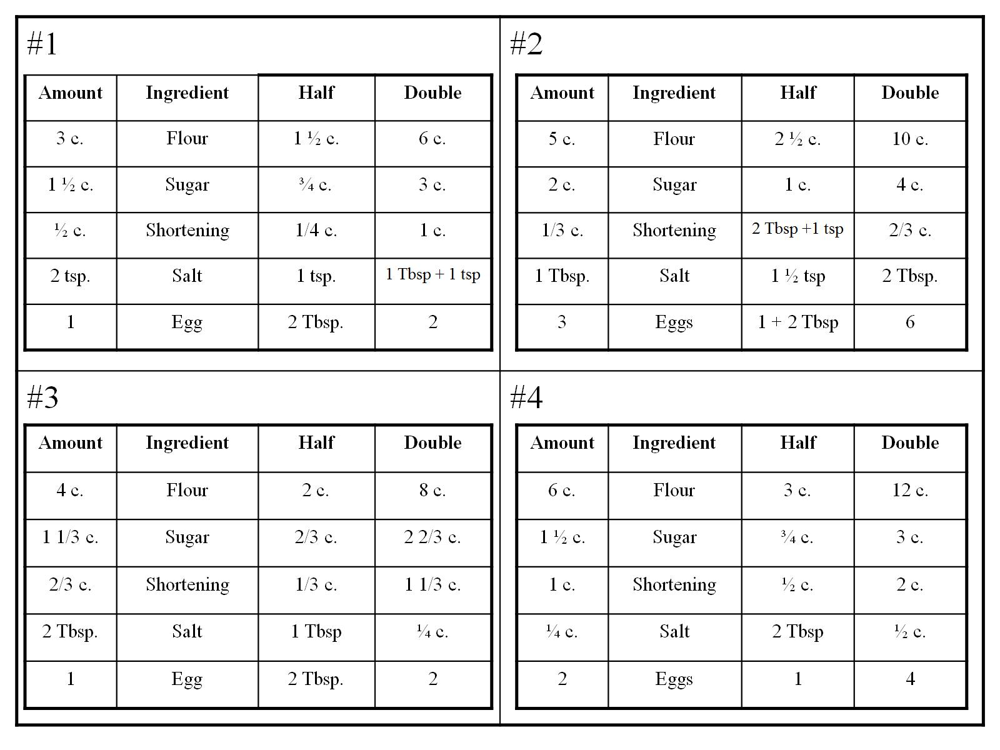 #1
Amount Ingredient Half Double
3 c. Flour 1 ½ c. 6 c.
1 ½ c. Sugar ¾ c. 3 c.
½ c. Shortening 1/4 c. 1 c.
2 tsp. Salt 1 tsp. 1 Tbsp + 1 tsp
1 Egg 2 Tbsp. 2
#2
Amount Ingredient Half Double
5 c. Flour 2 ½ c. 10 c.
2 c. Sugar 1 c. 4 c.
1/3 c. Shortening 2 Tbsp +1 tsp 2/3 c.
1 Tbsp. Salt 1 ½ tsp 2 Tbsp.
3 Eggs 1 + 2 Tbsp 6
#3
Amount Ingredient Half Double
4 c. Flour 2 c. 8 c.
1 1/3 c. Sugar 2/3 c. 2 2/3 c.
2/3 c. Shortening 1/3 c. 1 1/3 c.
2 Tbsp. Salt 1 Tbsp ¼ c.
1 Egg 2 Tbsp. 2
#4
Amount Ingredient Half Double
6 c. Flour 3 c. 12 c.
1 ½ c. Sugar ¾ c. 3 c.
1 c. Shortening ½ c. 2 c.
¼ c. Salt 2 Tbsp ½ c.
2 Eggs 1 4